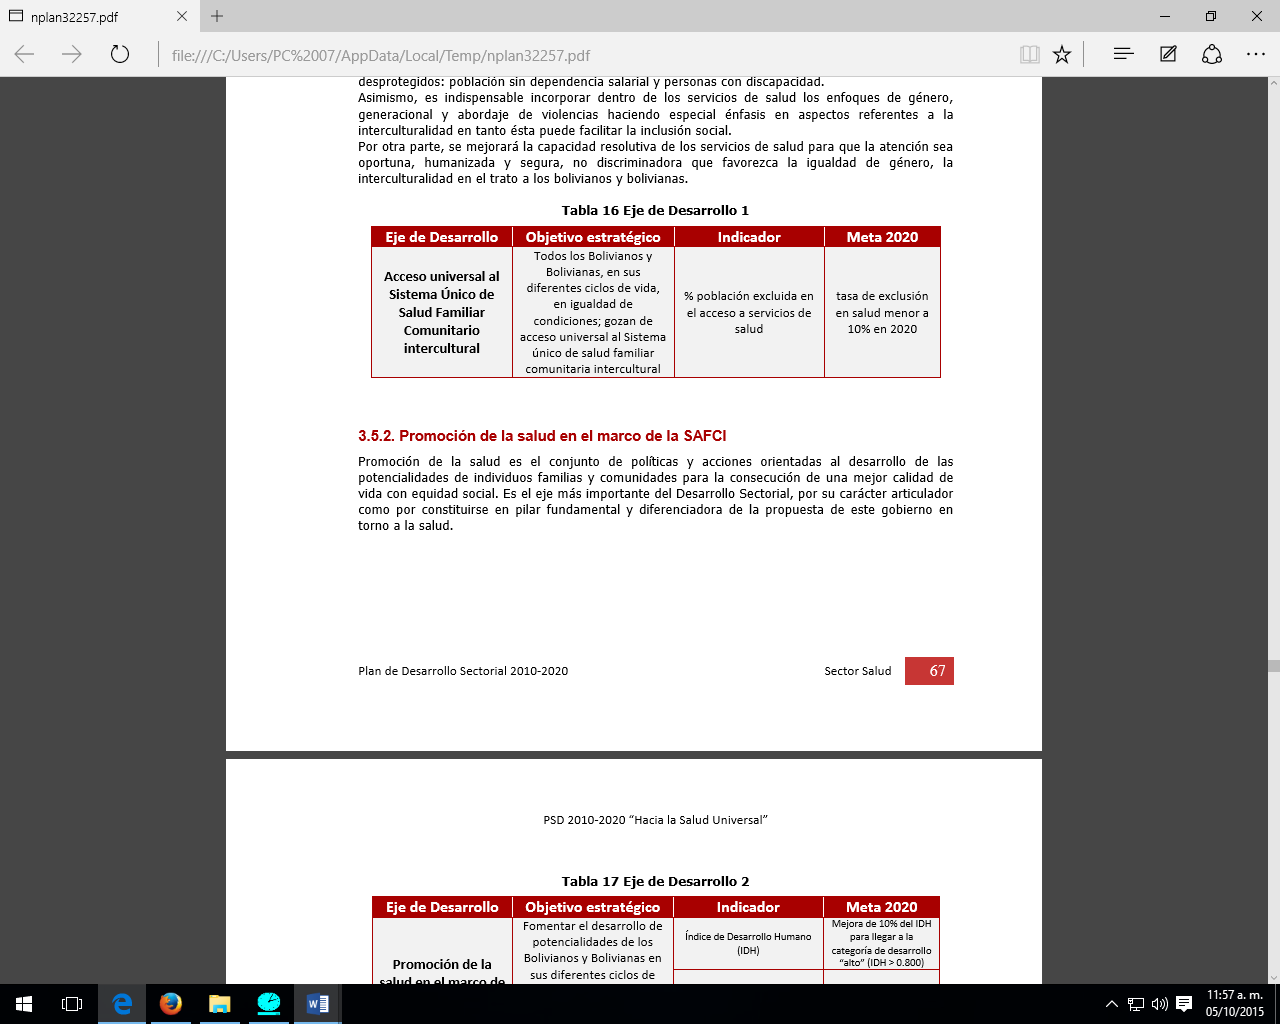 nplan32257.pdf
file:///C:/Users/PC%2007/AppData/Local/Temp/nplan32257.pdf
desprotegidos: población sin dependencia salarial y personas con discapacidad.
Asimismo, es indispensable incorporar dentro de los servicios de salud los enfoques de género,
generacional y abordaje de violencias haciendo especial énfasis en aspectos referentes a la
interculturalidad en tanto ésta puede facilitar la inclusión social.
Por otra parte, se mejorará la capacidad resolutiva de los servicios de salud para que la atención sea
oportuna, humanizada y segura, no discriminadora que favorezca la igualdad de género, la
interculturalidad en el trato a los bolivianos y bolivianas.
Tabla 16 Eje de Desarrollo 1
Eje de Desarrollo Objetivo estratégico Indicador Meta 2020
Acceso universal al
Sistema Único de
Salud Familiar
Comunitario
intercultural
Todos los Bolivianos y
Bolivianas, en sus
diferentes ciclos de vida,
en igualdad de
condiciones; gozan de
acceso universal al Sistema
único de salud familiar
comunitaria intercultural
% población excluida en
el acceso a servicios de
salud
tasa de exclusión
en salud menor a
10% en 2020
3.5.2. Promoción de la salud en el marco de la SAFCI
Promoción de la salud es el conjunto de políticas y acciones orientadas al desarrollo de las
potencialidades de individuos familias y comunidades para la consecución de una mejor calidad de
vida con equidad social. Es el eje más importante del Desarrollo Sectorial, por su carácter articulador
como por constituirse en pilar fundamental y diferenciadora de la propuesta de este gobierno en
torno a la salud.
Plan de Desarrollo Sectorial 2010-2020 Sector Salud 67
PSD 2010-2020 “Hacia la Salud Universal”
Tabla 17 Eje de Desarrollo 2
Eje de Desarrollo Objetivo estratégico Indicador Meta 2020
Promoción de la
salud en el marco de
Fomentar el desarrollo de
potencialidades de los
Bolivianos y Bolivianas en
sus diferentes ciclos de
Índice de Desarrollo Humano
(IDH)
Mejora de 10% del IDH
para llegar a la
categoría de desarrollo
“alto” (IDH > 0.800)
11:57 a. m.
05/10/2015